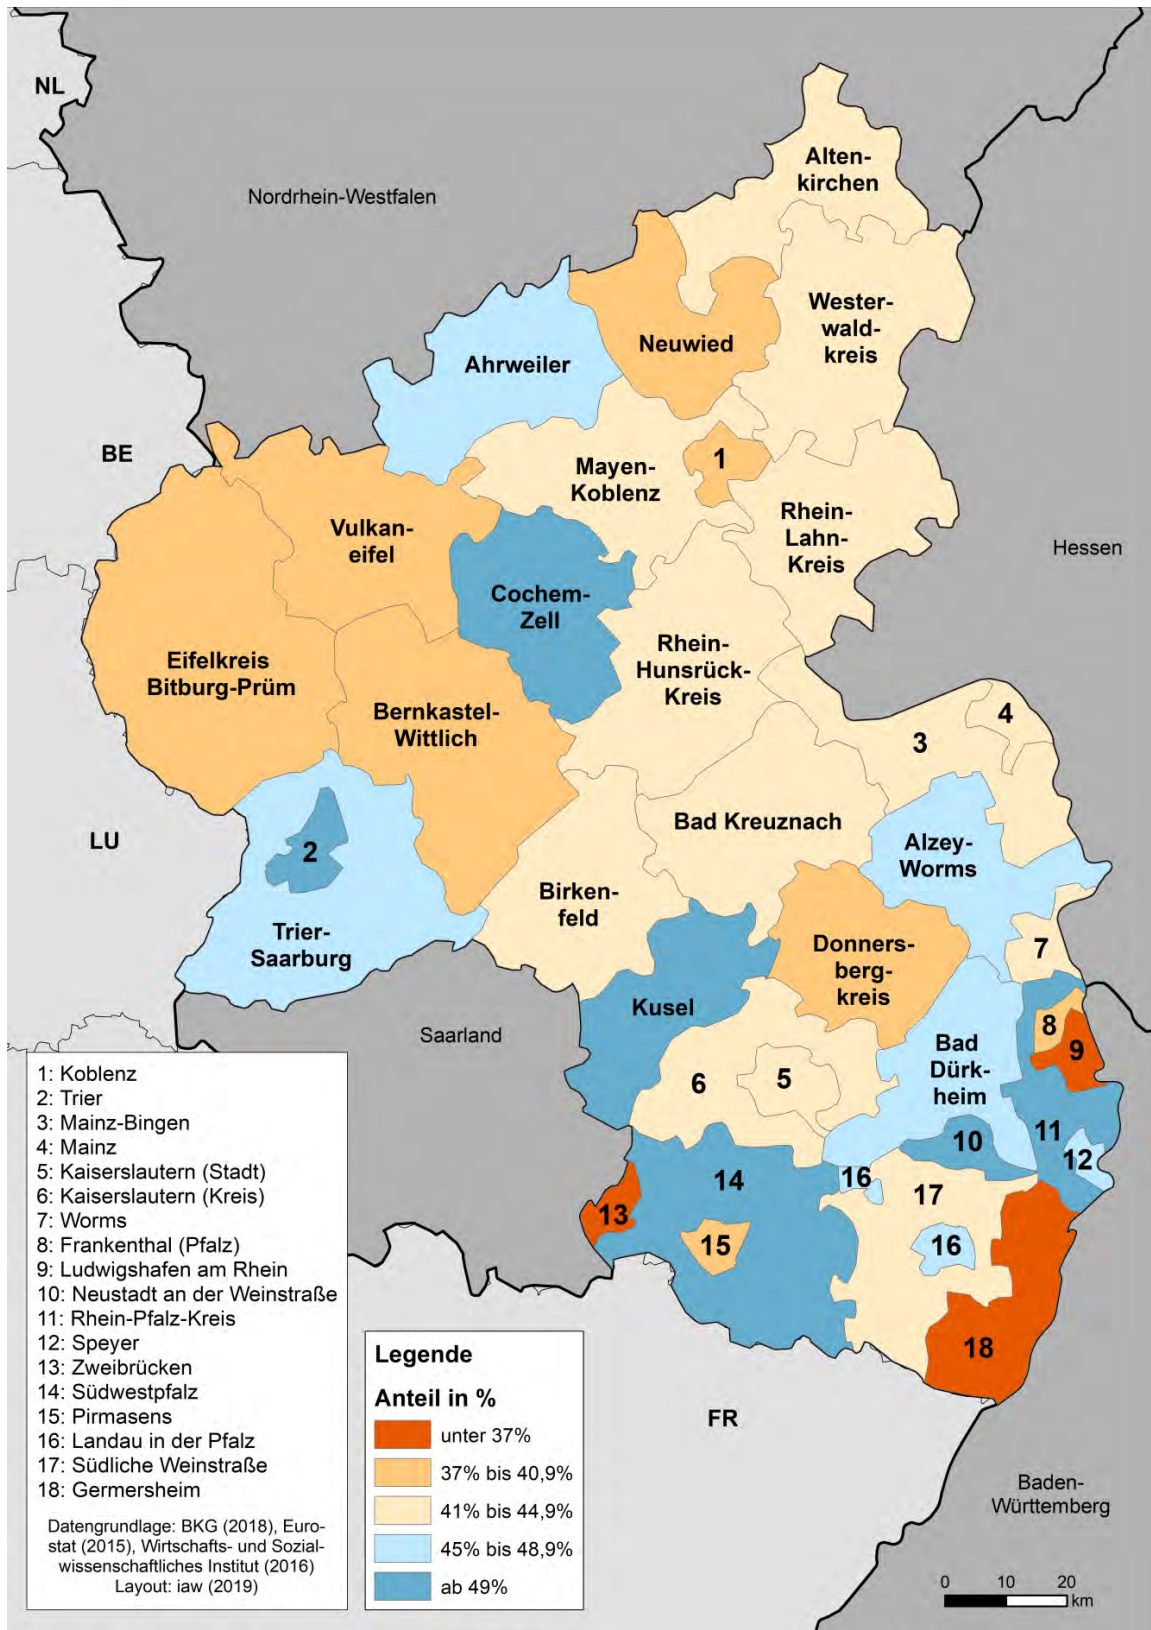 NL
Nordrhein-Westfalen
Alten-
kirchen
Wester-
wald-
kreis
Neuwied
Ahrweiler
BE
Mayen-
Koblenz
1
Rhein-
Lahn-
Kreis
Hessen
Vulkan-
eifel
Cochem-
Zell
Eifelkreis
Bitburg-Prüm
Rhein-
Hunsrück-
Kreis
Bernkastel-
Wittlich
4
3
LU
2
Bad Kreuznach
Alzey-
Worms
Birken-
feld
Trier-
Saarburg
Donners-
berg-
kreis
7
Kusel
Saarland
8
9
Bad
Dürk-
heim
6
5
10
11
12
14
16
17
13
15
16
18
FR
Baden-
Württemberg
1: Koblenz
2: Trier
3: Mainz-Bingen
4: Mainz
5: Kaiserslautern (Stadt)
6: Kaiserslautern (Kreis)
7: Worms
8: Frankenthal (Pfalz)
9: Ludwigshafen am Rhein
10: Neustadt an der Weinstraße
11: Rhein-Pfalz-Kreis
12: Speyer
13: Zweibrücken
14: Südwestpfalz
15: Pirmasens
16: Landau in der Pfalz
17: Südliche Weinstraße
18: Germersheim
Datengrundlage: BKG (2018), Euro-
stat (2015), Wirtschafts- und Sozial-
wissenschaftliches Institut (2016)
Layout: iaw (2019)
Legende
Anteil in %
unter 37%
37% bis 40,9%
41% bis 44,9%
45% bis 48,9%
ab 49%
0 10 20
km